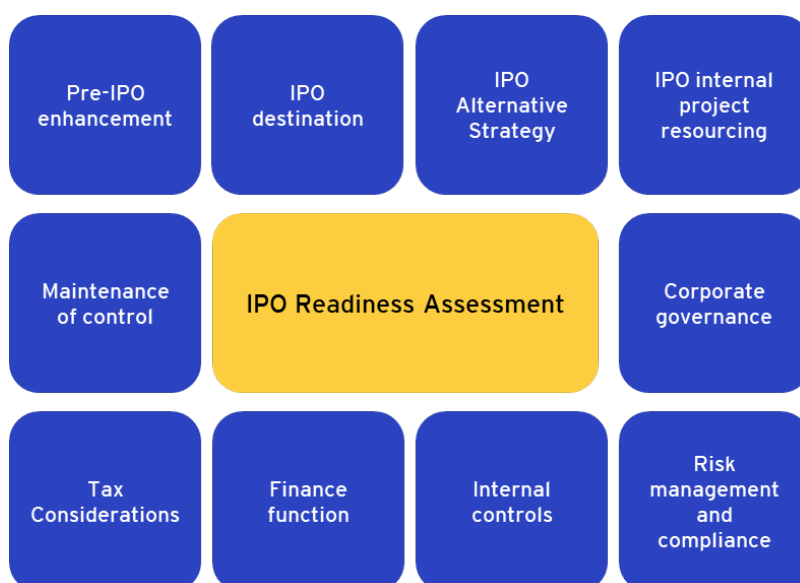 Pre-IPO
enhancement
IPO
destination
IPO
Alternative
Strategy
IPO internal
project
resourcing
Maintenance
of control
IPO Readiness Assessment
Corporate
governance
Tax
Considerations
Finance
function
Internal
controls
Risk
management
and
compliance